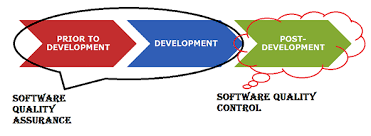 PRIOR TO
DEVELOPMENT
DEVELOPMENT
POST-
DEVELOPMENT
SOFTWARE
QUALITY
ASSURANCE
SOFTWARE QUALITY
CONTROL